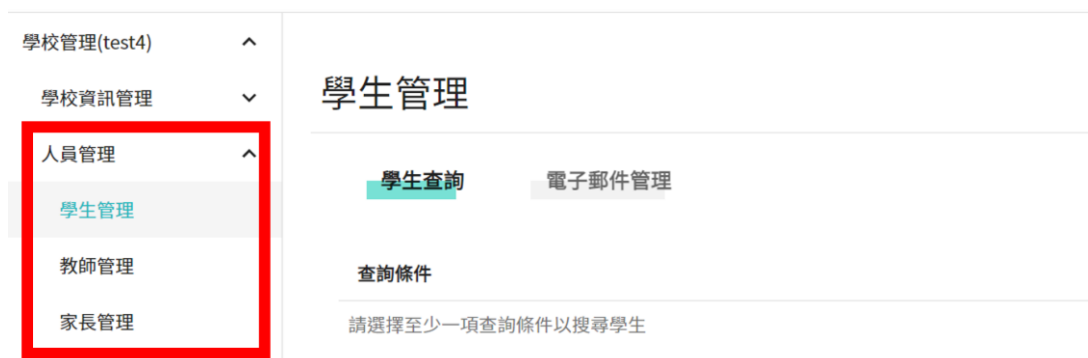 學校管理(test4)
學校資訊管理
人員管理
學生管理
教師管理
家長管理
學生管理
學生查詢
電子郵件管理
查詢條件
請選擇至少一項查詢條件以搜尋學生